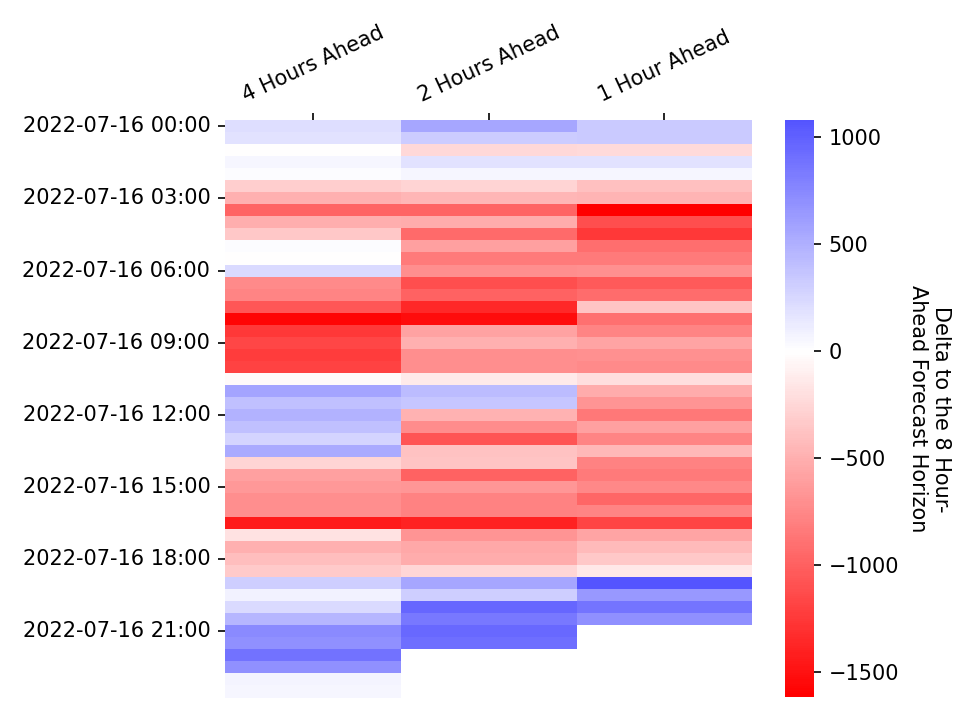 4 Hours Ahead
2 Hours Ahead
1 Hour Ahead
2022-07-16 00:00
2022-07-16 03:00
2022-07-16 06:00
2022-07-16 09:00
2022-07-16 12:00
2022-07-16 15:00
2022-07-16 18:00
2022-07-16 21:00
1000
500
0
−500
−1000
−1500
Delta to the 8 Hour-
Ahead Forecast Horizon